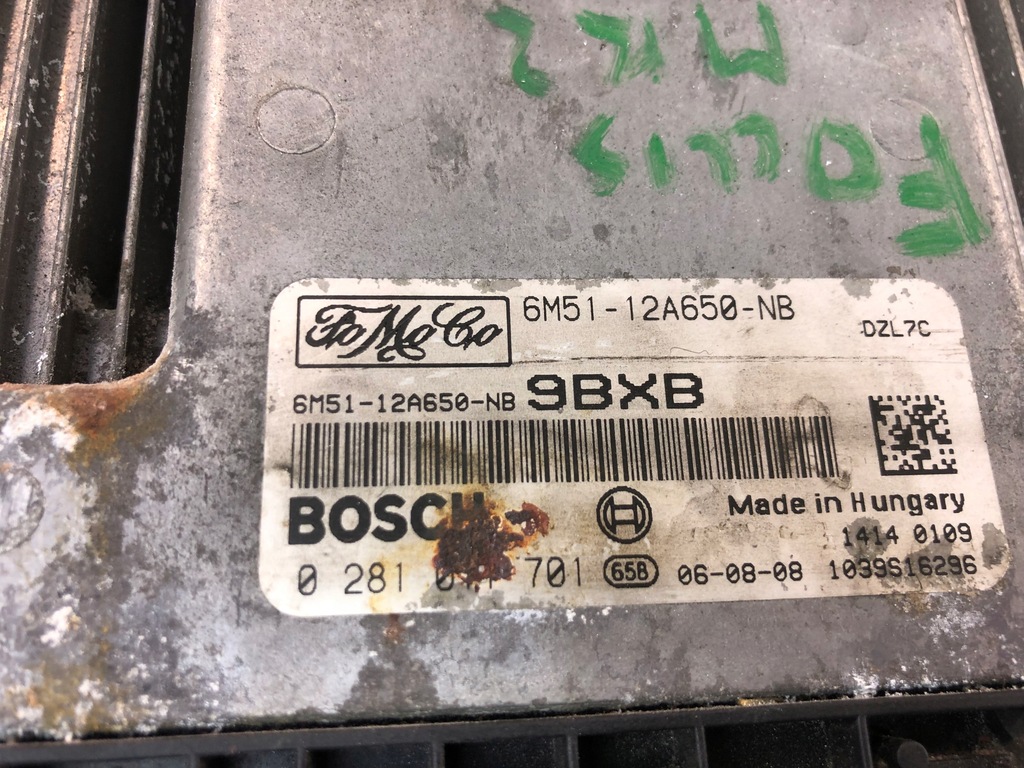 FOCUS
MK2
FoMoCo
6M51-12A650-NB
DZL7C
6M51-12A650-NB 9BXB
BOSCH
Made in Hungary
1414 0109
0 281 701
65B
06-08-08
1039S16296